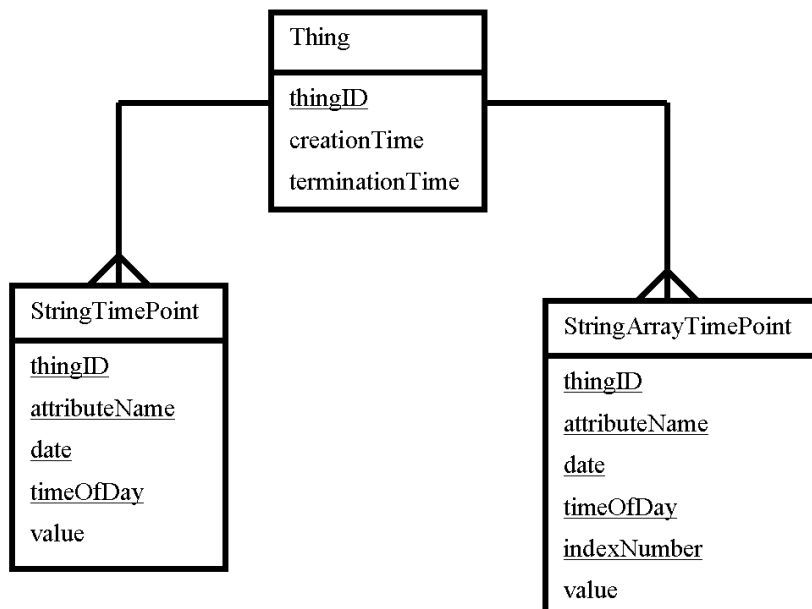 Thing
thingID
creationTime
terminationTime
StringTimePoint
thingID
attributeName
date
timeOfDay
value
StringArrayTimePoint
thingID
attributeName
date
timeOfDay
indexNumber
value